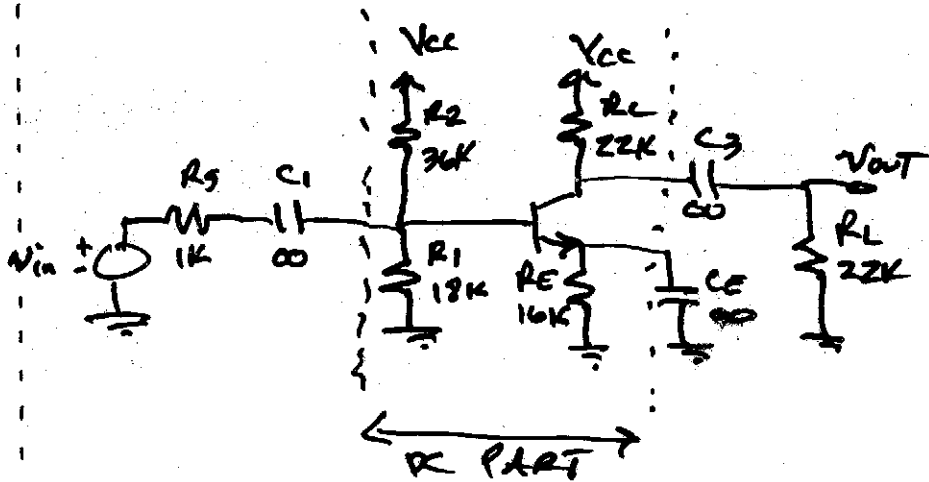 Vcc
Vcc
R2
36K
RC
22K
C3
Vout
RS
C1
1K
∞
Vin
+
-
R1
18K
RE
16K
CE
∞
∞
RL
22K
DC PART